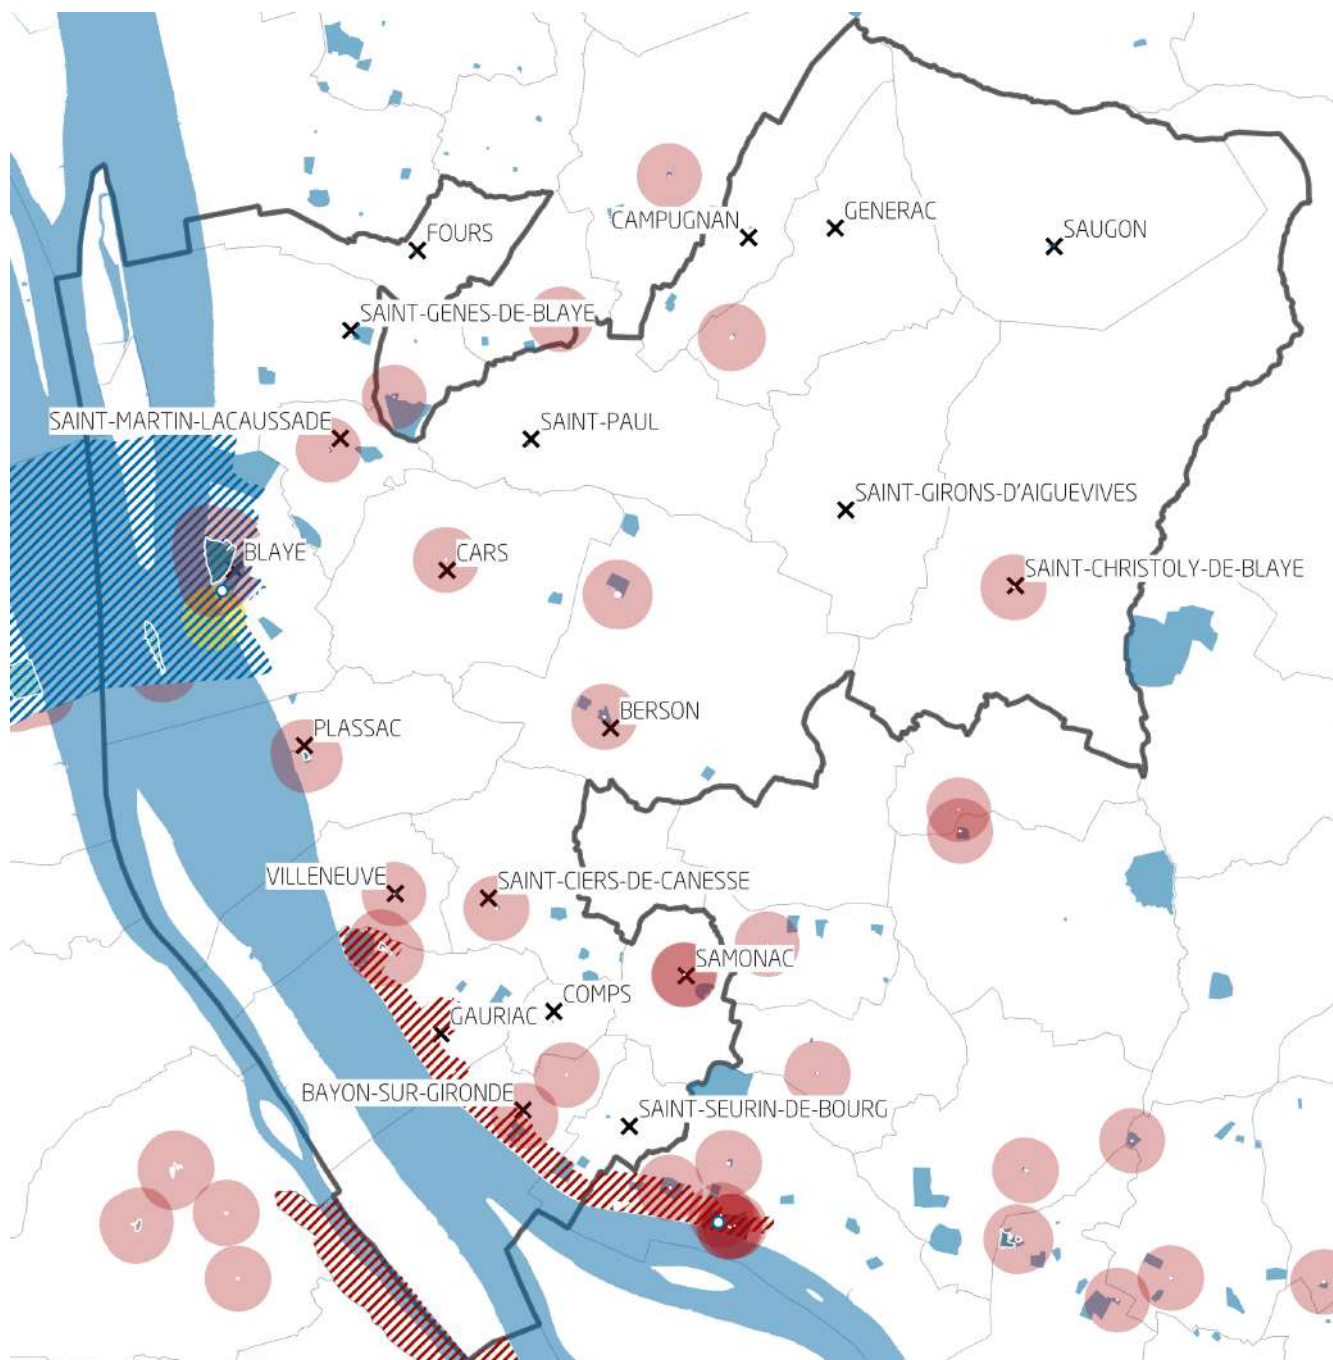 CAMPUGNAN
GENERAC
FOURS
SAUGON
SAINT-GENES-DE-BLAYE
SAINT-MARTIN-LACAUSSADE
SAINT-PAUL
SAINT-GIRONS-D'AIGUEVIVES
BLAYE
CARS
SAINT-CHRISTOLY-DE-BLAYE
BERSON
PLASSAC
VILLENEUVE
SAINT-CIERS-DE-CANESSE
SAMONAC
COMPS
GAURIAC
BAYON-SUR-GIRONDE
SAINT-SEURIN-DE-BOURG